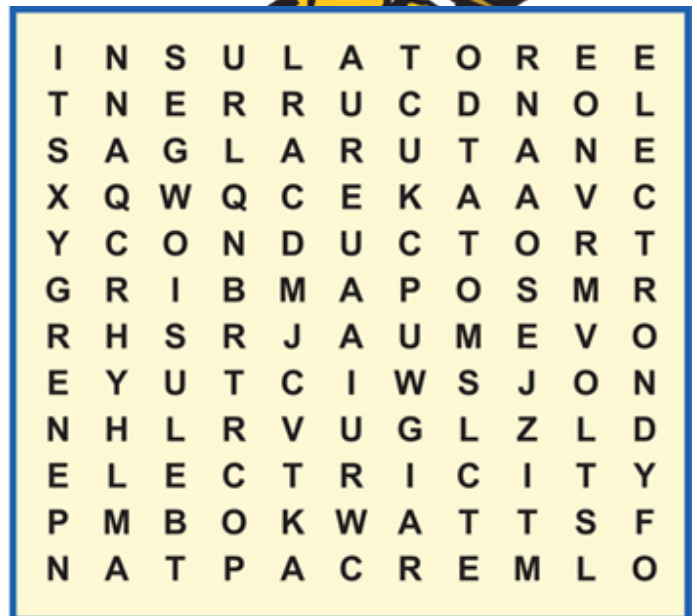 I N S U L A T O R E E
T N E R R U C D N O L
S A G L A R U T A N E
X Q W Q C E K A A V C
Y C O N D U C T O R T
G R I B M A P O S M R
R H S R J A U M E V O
E Y U T C I W S J O N
N H L R V U G L Z L D
E L E C T R I C I T Y
P M B O K W A T T S F
N A T P A C R E M L O